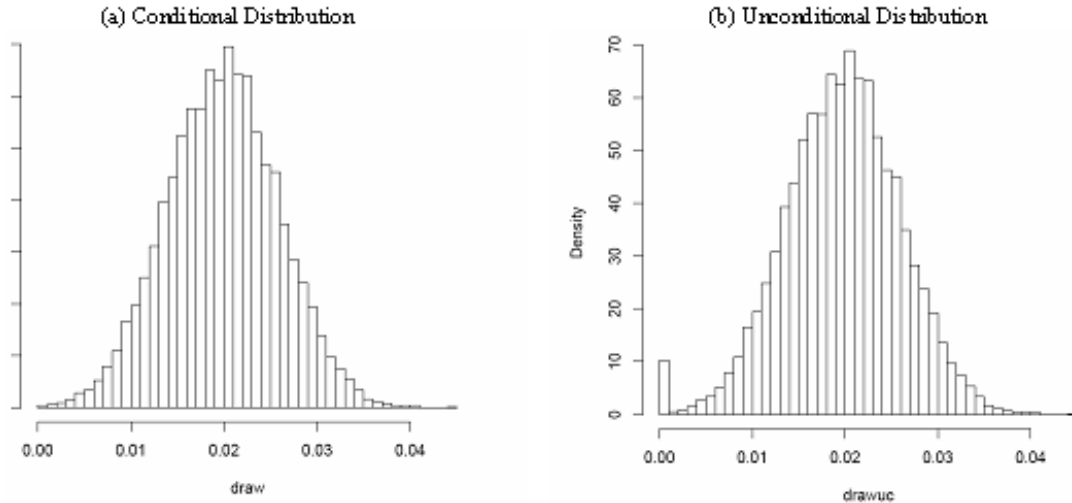 (a) Conditional Distribution
0.00 0.01 0.02 0.03 0.04
draw
(b) Unconditional Distribution
70
60
50
40
30
20
10
0
Density
0.00 0.01 0.02 0.03 0.04
drawuc